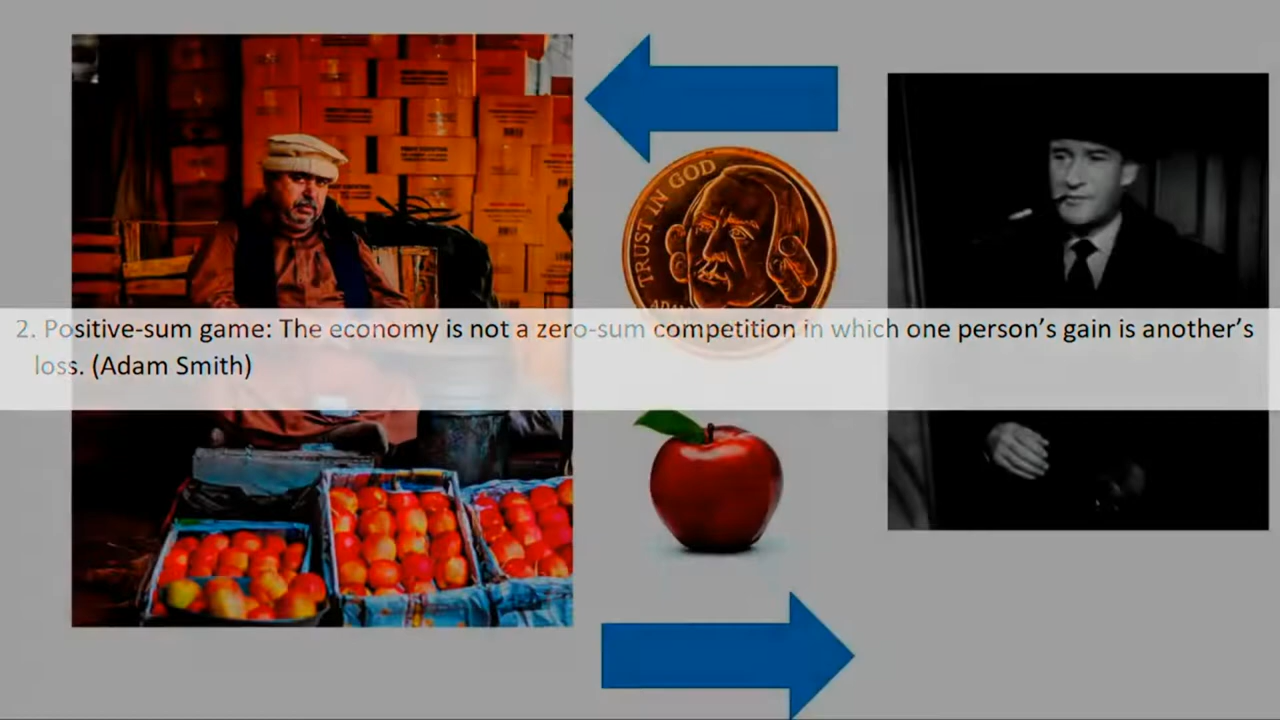 TRUST IN GOD
2. Positive-sum game: The economy is not a zero-sum competition in which one person’s gain is another’s
loss. (Adam Smith)